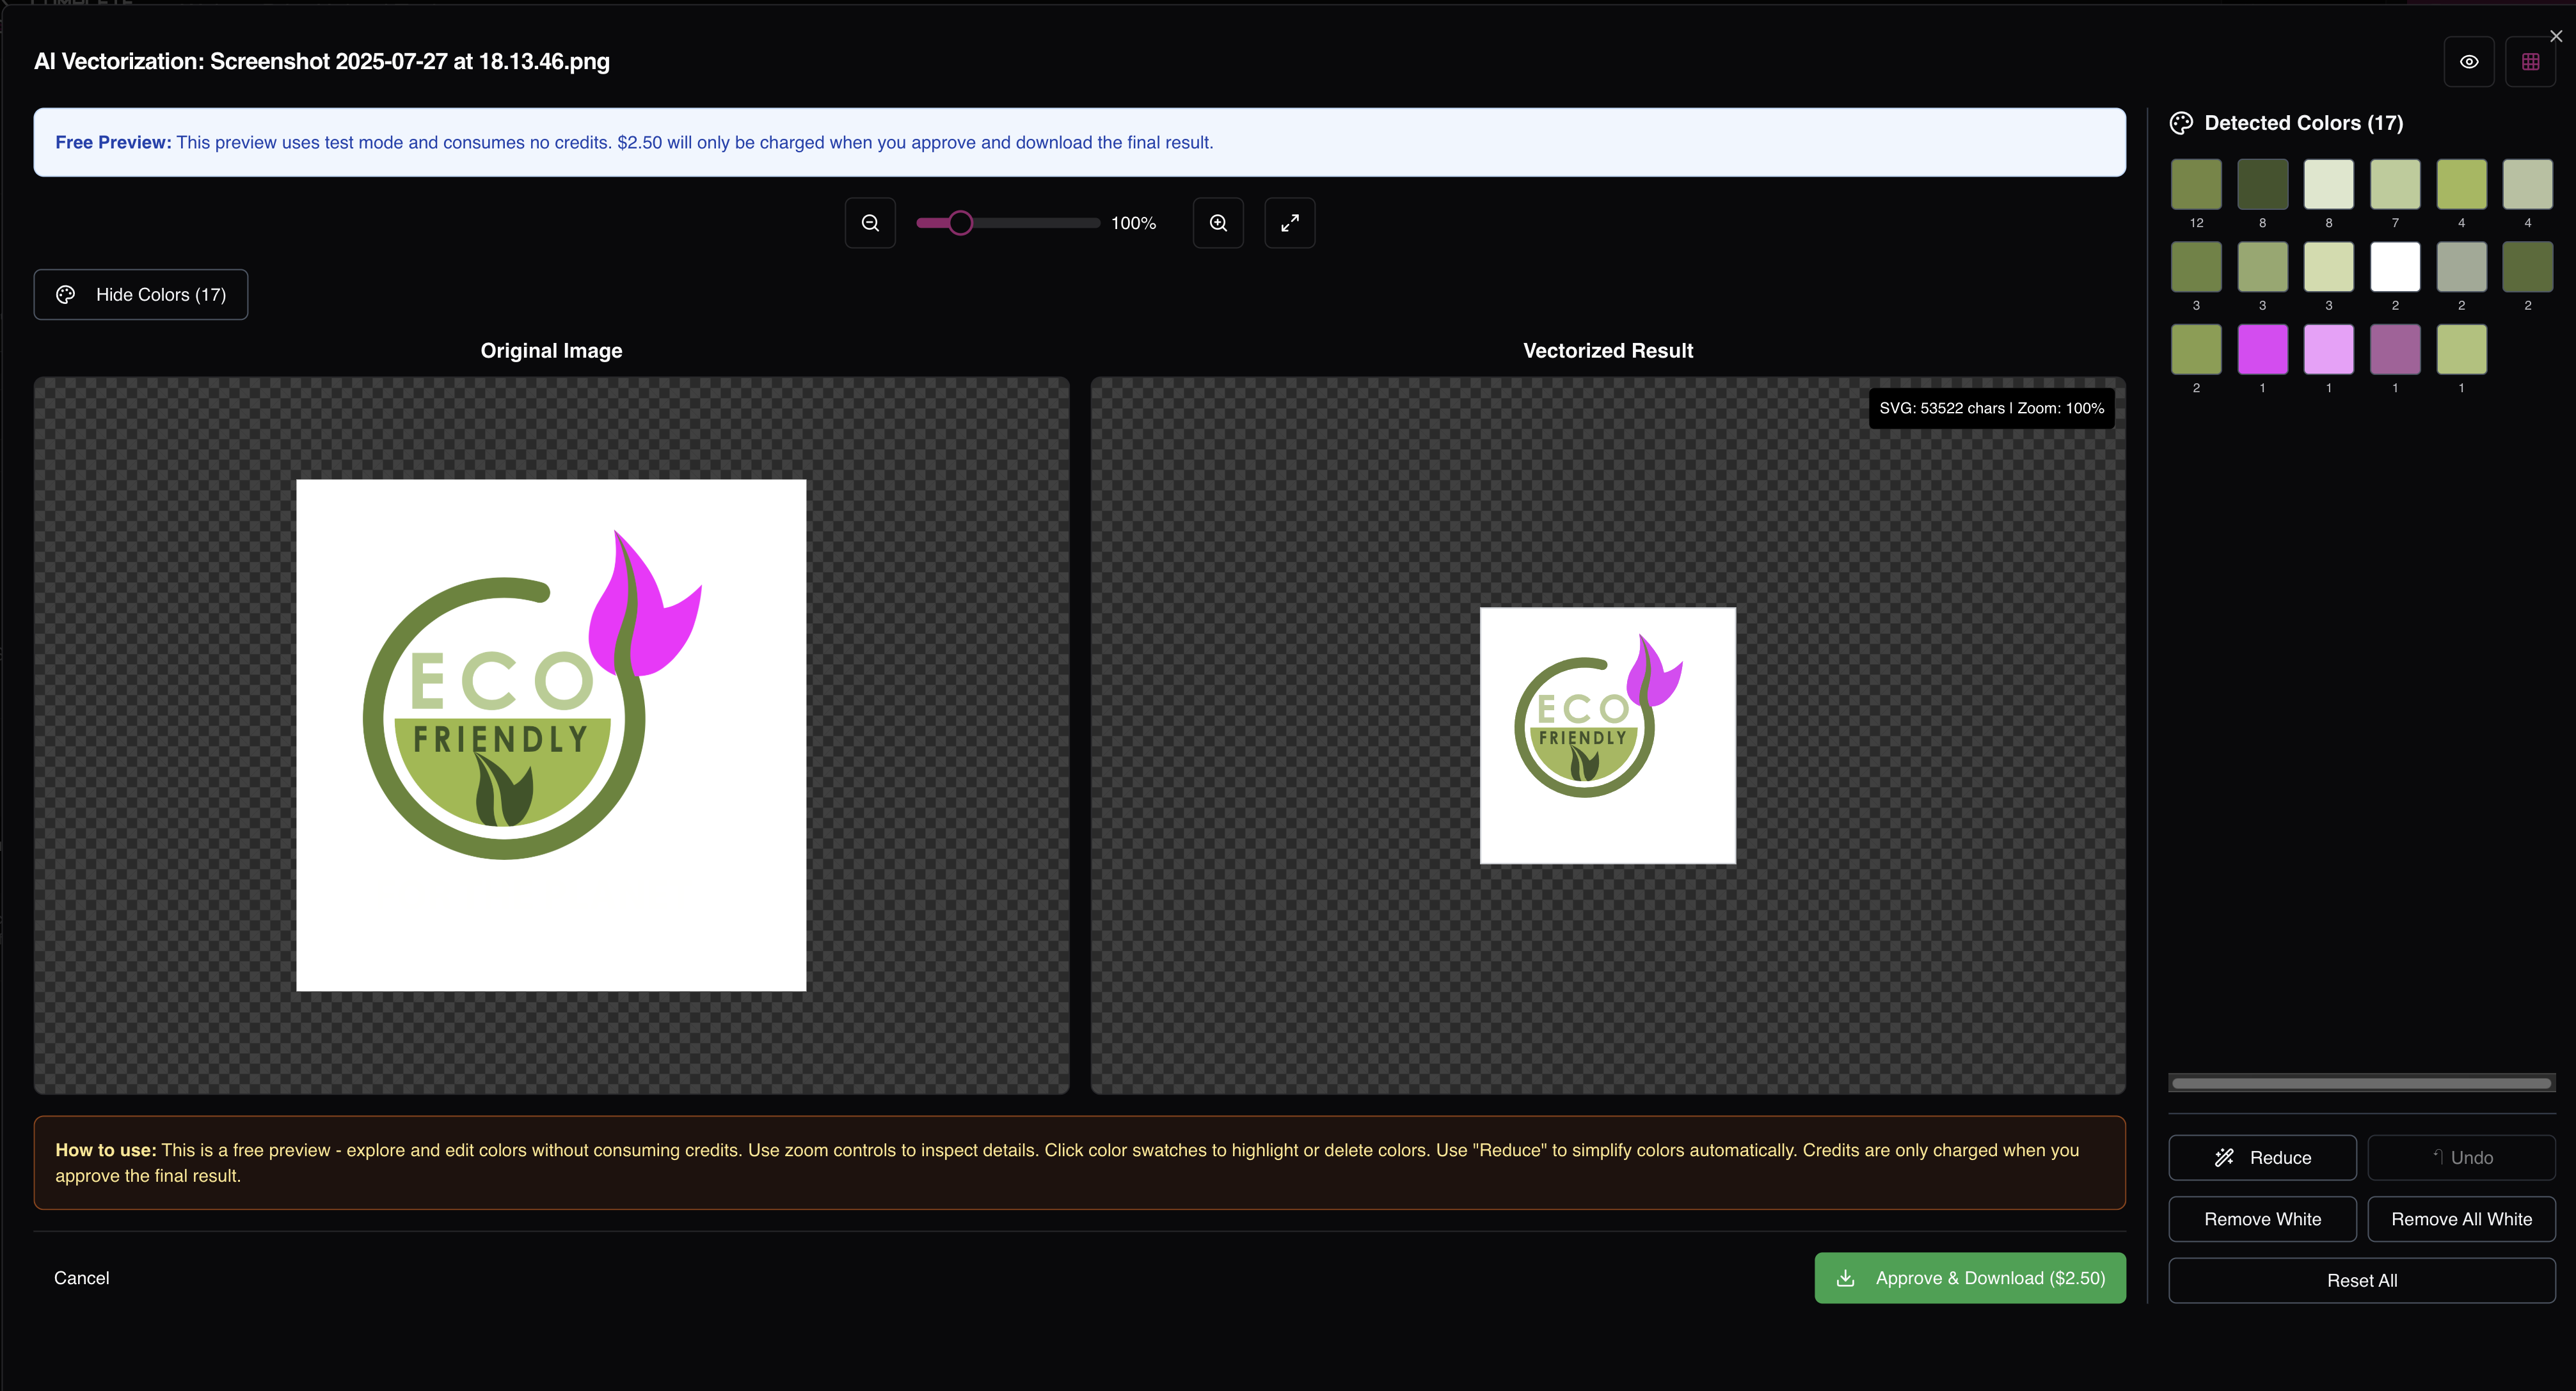 AI Vectorization: Screenshot 2025-07-27 at 18.13.46.png
Free Preview: This preview uses test mode and consumes no credits. $2.50 will only be charged when you approve and download the final result.
100%
Hide Colors (17)
Original Image
Vectorized Result
ECO
FRIENDLY
SVG: 53522 chars | Zoom: 100%
ECO
FRIENDLY
How to use: This is a free preview - explore and edit colors without consuming credits. Use zoom controls to inspect details. Click color swatches to highlight or delete colors. Use "Reduce" to simplify colors automatically. Credits are only charged when you
approve the final result.
Cancel
Approve & Download ($2.50)
Detected Colors (17)
12 8 8 7 4 4
3 3 3 2 2 2
2 1 1 1 1
Reduce
Undo
Remove White
Remove All White
Reset All